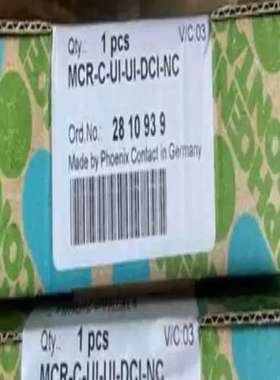 Qty.: 1 pcs V/C.03
MCR-C-UI-UI-DCI-NC
Ord.No.: 28 10 93 9
Made by Phoenix Contact in Germany
Qty.: 1 pcs V/C.03
MCR-C-UI-UI-DCI-NC